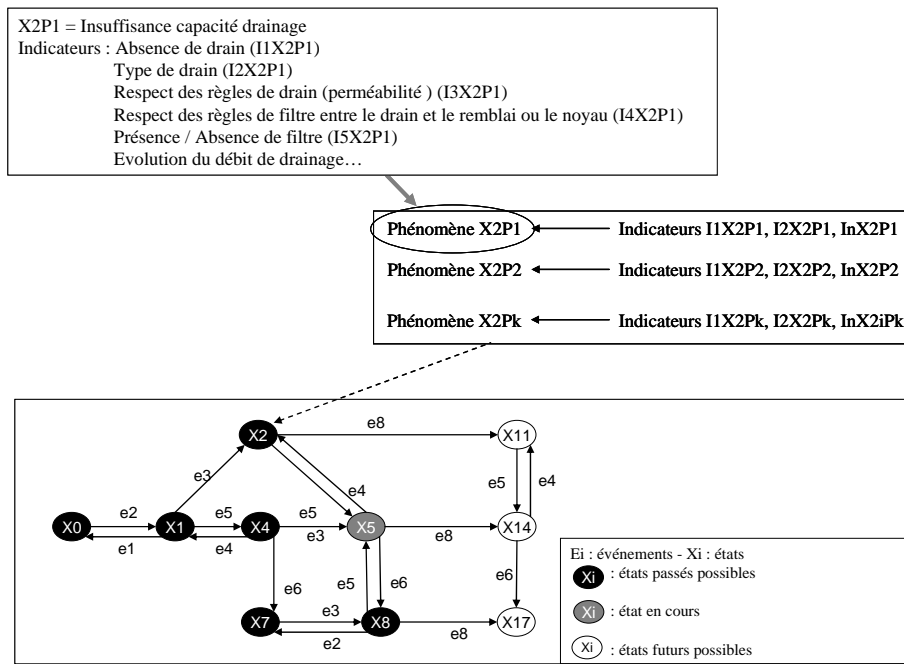 X2P1 = Insuffisance capacité drainage
Indicateurs : Absence de drain (I1X2P1)
Type de drain (I2X2P1)
Respect des règles de drain (perméabilité ) (I3X2P1)
Respect des règles de filtre entre le drain et le remblai ou le noyau (I4X2P1)
Présence / Absence de filtre (I5X2P1)
Evolution du débit de drainage…
Phénomène X2P1 Indicateurs I1X2P1, I2X2P1, InX2P1
Phénomène X2P2 Indicateurs I1X2P2, I2X2P2, InX2P2
Phénomène X2Pk Indicateurs I1X2Pk, I2X2Pk, InX2iPk
X2 e8 X11
e3 e4 e5 e4
X0 e2 X1 e5 X4 e5 X5 e8 X14
e1 e4 e3
e6 e5 e6 e6
X7 e3 X8 e8 X17
e2
Ei : événements - Xi : états
Xi : états passés possibles
Xi : état en cours
Xi : états futurs possibles